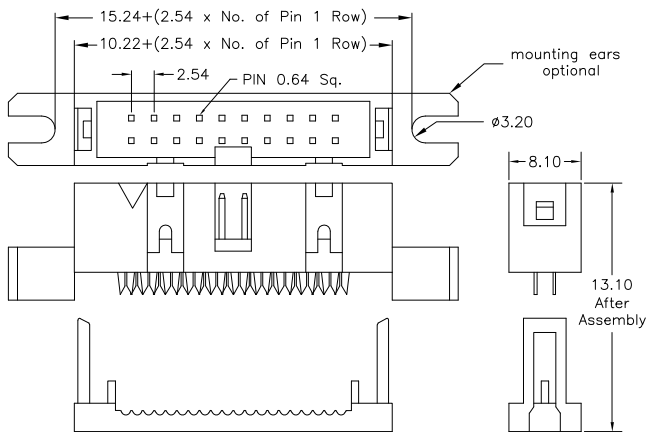 15.24+(2.54 x No. of Pin 1 Row)
10.22+(2.54 x No. of Pin 1 Row)
2.54
PIN 0.64 Sq.
mounting ears
optional
ø3.20
8.10
13.10
After
Assembly